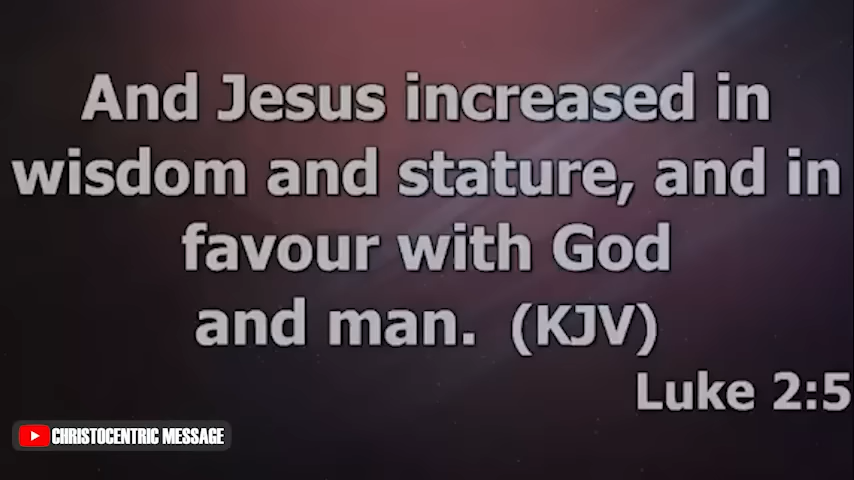 And Jesus increased in
wisdom and stature, and in
favour with God
and man. (KJV)
Luke 2:5
CHRISTOCENTRIC MESSAGE